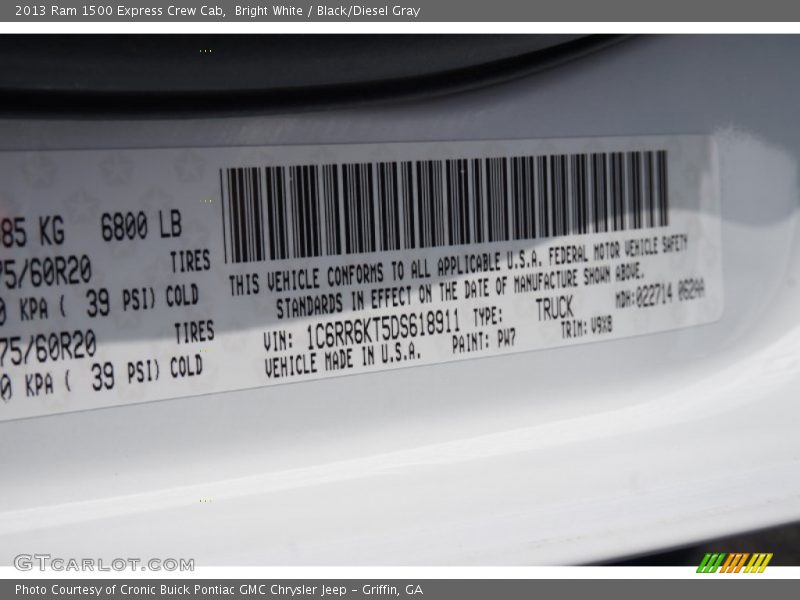 2013 Ram 1500 Express Crew Cab,  Bright White / Black/Diesel Gray
85 KG 6800 LB
75/60R20 TIRES
0 KPA ( 39 PSI) COLD
75/60R20 TIRES
0 KPA ( 39 PSI) COLD
THIS VEHICLE CONFORMS TO ALL APPLICABLE U.S.A. FEDERAL MOTOR VEHICLE SAFETY
STANDARDS IN EFFECT ON THE DATE OF MANUFACTURE SHOWN ABOVE.
VIN: 1C6RR6KT5DS618911 TYPE: TRUCK MDH:022714 062AA
VEHICLE MADE IN U.S.A. PAINT: PW7 TRIM: V9X8
GTcarlot.com
Photo Courtesy of Cronic Buick Pontiac GMC Chrysler Jeep - Griffin, GA